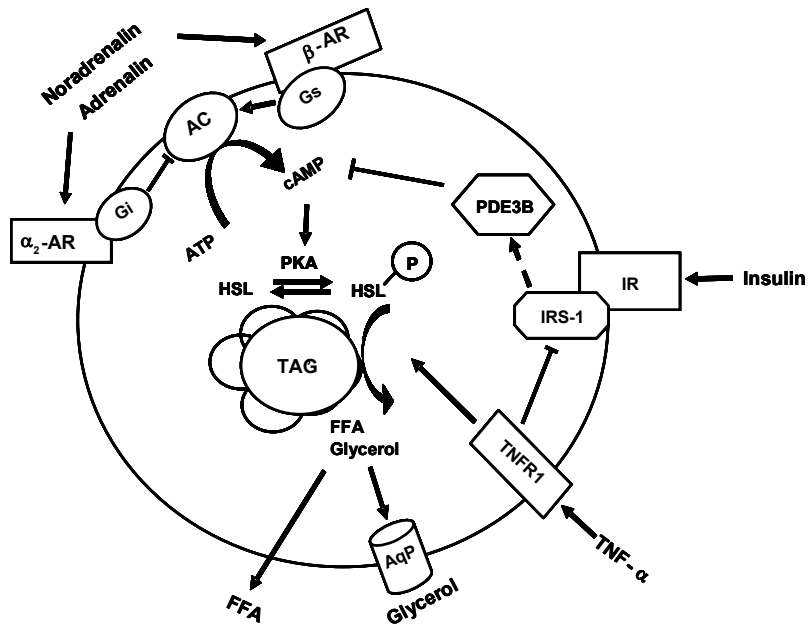 β-AR
Noradrenalin
Adrenalin
Gs
AC
cAMP
PDE3B
Gi
α2-AR
ATP
PKA
P
HSL
HSL
IR
Insulin
IRS-1
TAG
FFA
Glycerol
TNFR1
TNF-α
AqP
Glycerol
FFA